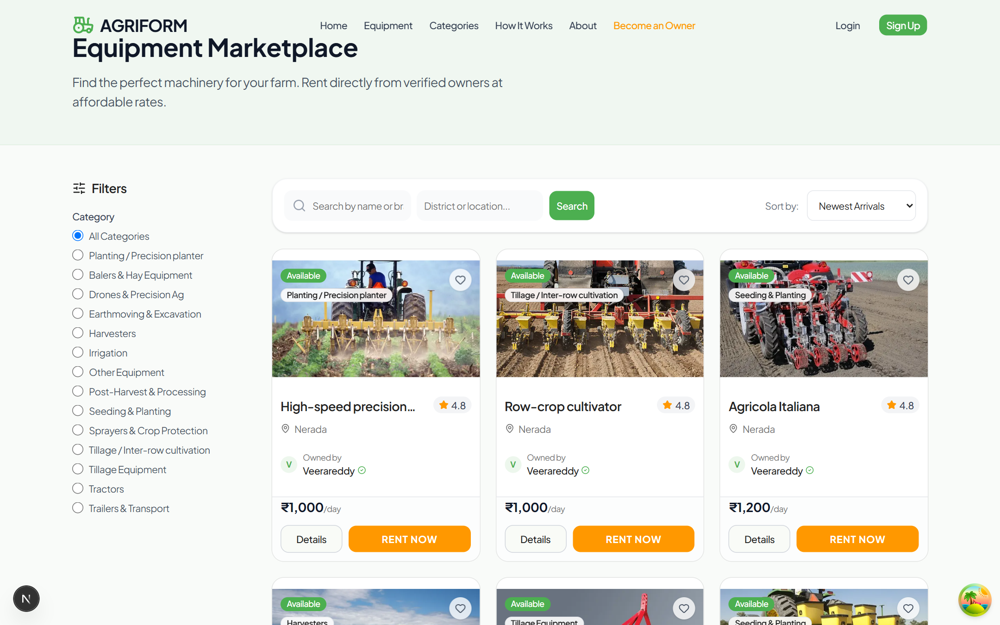 AGRIFORM
Home
Equipment
Categories
How It Works
About
Become an Owner
Login
Sign Up
Equipment Marketplace
Find the perfect machinery for your farm. Rent directly from verified owners at
affordable rates.
Filters
Category
All Categories
Planting / Precision planter
Balers & Hay Equipment
Drones & Precision Ag
Earthmoving & Excavation
Harvesters
Irrigation
Other Equipment
Post-Harvest & Processing
Seeding & Planting
Sprayers & Crop Protection
Tillage / Inter-row cultivation
Tillage Equipment
Tractors
Trailers & Transport
Search by name or br
District or location...
Search
Sort by:
Newest Arrivals
Available
Planting / Precision planter
High-speed precision...
4.8
Nerada
V
Owned by
Veerareddy
₹1,000/day
Details
RENT NOW
Available
Tillage / Inter-row cultivation
Row-crop cultivator
4.8
Nerada
V
Owned by
Veerareddy
₹1,000/day
Details
RENT NOW
Available
Seeding & Planting
Agricola Italiana
4.8
Nerada
V
Owned by
Veerareddy
₹1,200/day
Details
RENT NOW
Available
Harvesters
Available
Tillage Equipment
Available
Seeding & Planting
N